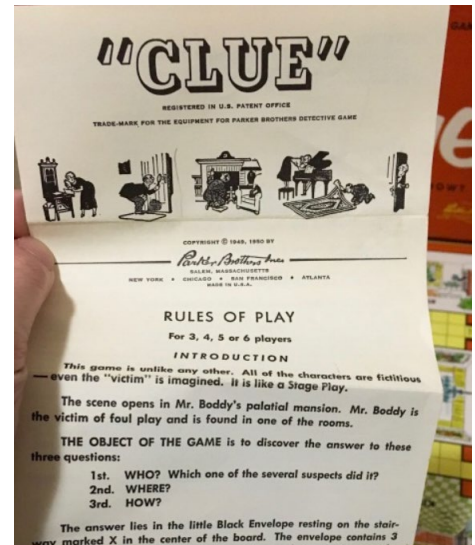 "CLUE"
REGISTERED IN U.S. PATENT OFFICE
TRADE-MARK FOR THE EQUIPMENT FOR PARKER BROTHERS DETECTIVE GAME
COPYRIGHT © 1949, 1950 BY
Parker Brothers Inc
SALEM, MASSACHUSETTS
NEW YORK • CHICAGO • SAN FRANCISCO • ATLANTA
MADE IN U.S.A.
RULES OF PLAY
For 3, 4, 5 or 6 players
INTRODUCTION
This game is unlike any other. All of the characters are fictitious
— even the "victim" is imagined. It is like a Stage Play.
The scene opens in Mr. Boddy's palatial mansion. Mr. Boddy is
the victim of foul play and is found in one of the rooms.
THE OBJECT OF THE GAME is to discover the answer to these
three questions:
1st. WHO? Which one of the several suspects did it?
2nd. WHERE?
3rd. HOW?
The answer lies in the little Black Envelope resting on the stair-
way marked X in the center of the board. The envelope contains 3